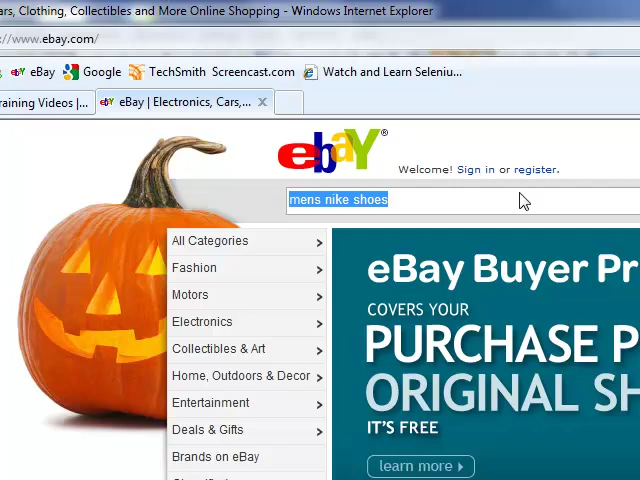 ars, Clothing, Collectibles and More Online Shopping - Windows Internet Explorer
://www.ebay.com/
eBay Google TechSmith Screencast.com Watch and Learn Seleniu...
raining Videos |... eBay | Electronics, Cars,... X
ebay®
Welcome! Sign in or register.
mens nike shoes
All Categories
Fashion
Motors
Electronics
Collectibles & Art
Home, Outdoors & Decor
Entertainment
Deals & Gifts
Brands on eBay
eBay Buyer Pr
COVERS YOUR
PURCHASE P
ORIGINAL SH
IT'S FREE
learn more